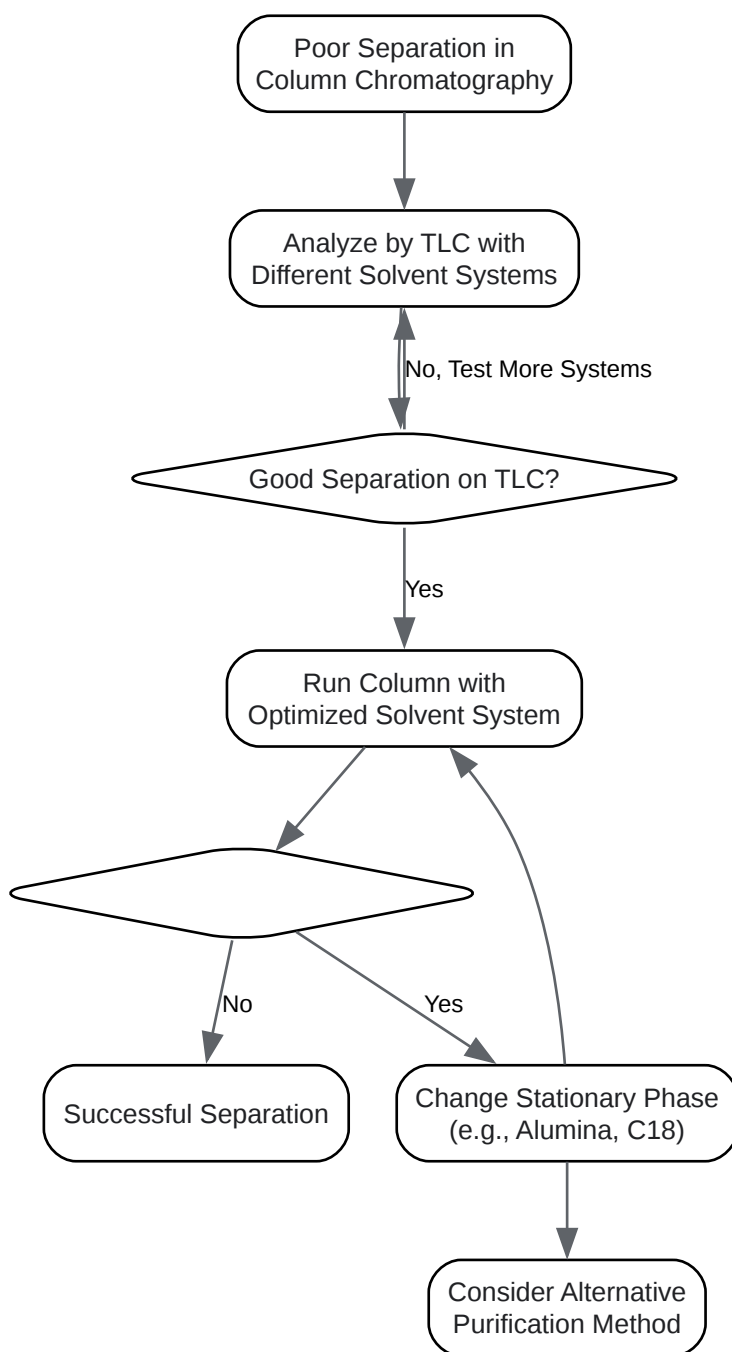 Poor Separation in
Column Chromatography
Analyze by TLC with
Different Solvent Systems
No, Test More Systems
Good Separation on TLC?
Yes
Run Column with
Optimized Solvent System
No
Yes
Successful Separation
Change Stationary Phase
(e.g., Alumina, C18)
Consider Alternative
Purification Method